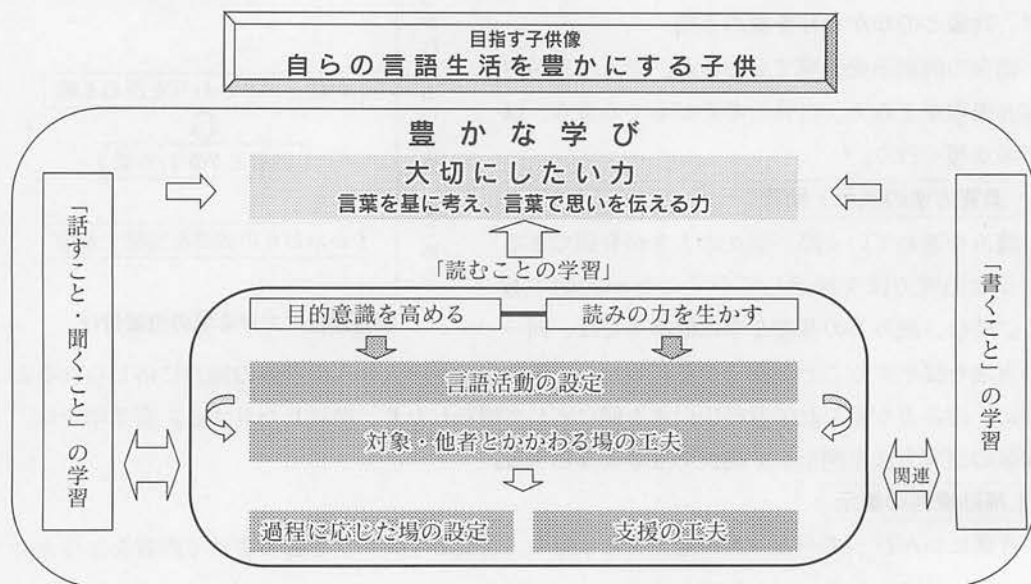 目指す子供像
自らの言語生活を豊かにする子供
豊かな学び
大切にしたい力
言葉を基に考え、言葉で思いを伝える力
「話すこと・聞くこと」の学習
「読むことの学習」
目的意識を高める
読みの力を生かす
言語活動の設定
対象・他者とかかわる場の工夫
過程に応じた場の設定
支援の工夫
関連
「書くこと」の学習